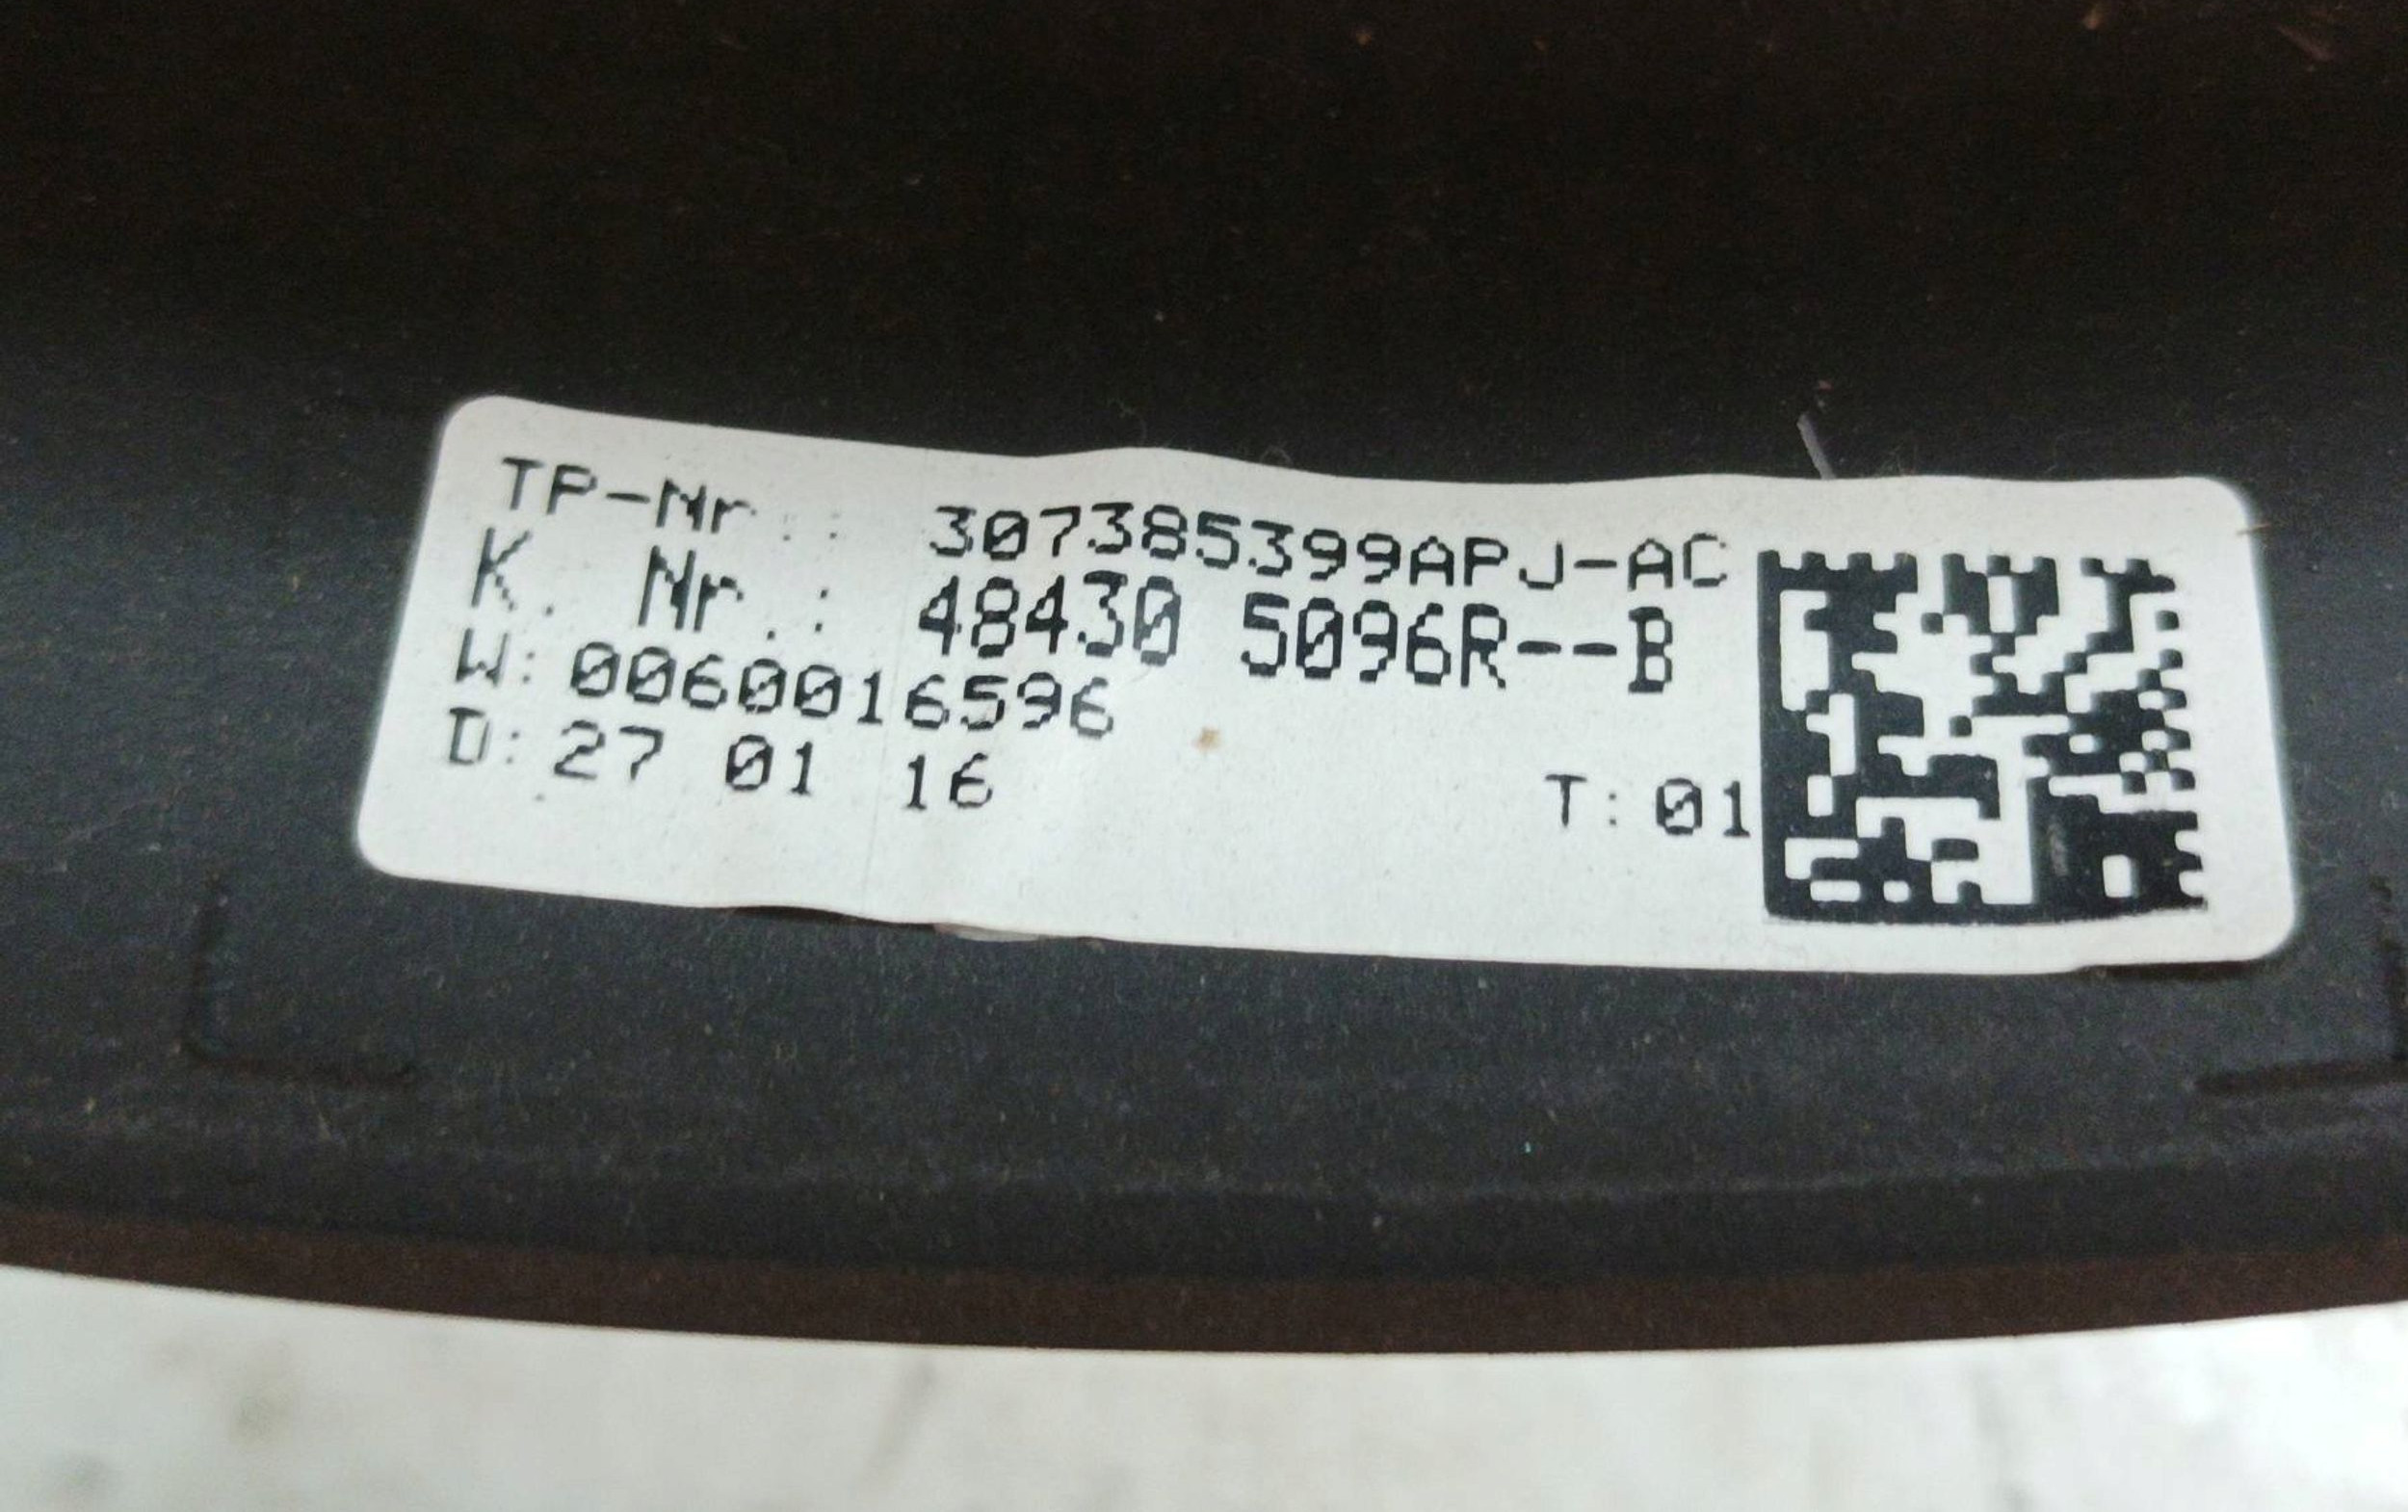 TP-Nr.: 307385399APJ-AC
K. Nr.: 48430 5096R--B
W: 0060016596
D: 27 01 16 T: 01